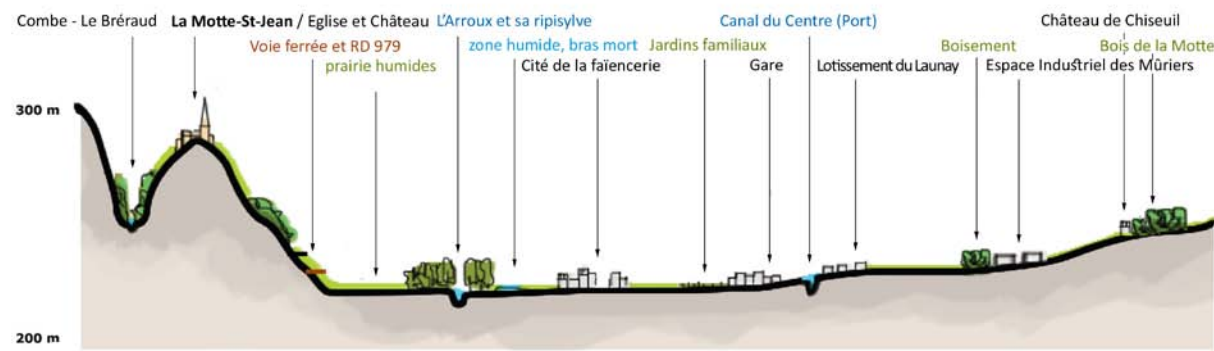 Combe - Le Bréraud
La Motte-St-Jean / Eglise et Château
L'Arroux et sa ripisylve
Canal du Centre (Port)
Château de Chiseuil
Voie ferrée et RD 979
zone humide, bras mort
Jardins familiaux
Boisement
Bois de la Motte
prairie humides
Cité de la faïencerie
Gare
Lotissement du Launay
Espace Industriel des Mûriers
300 m
200 m